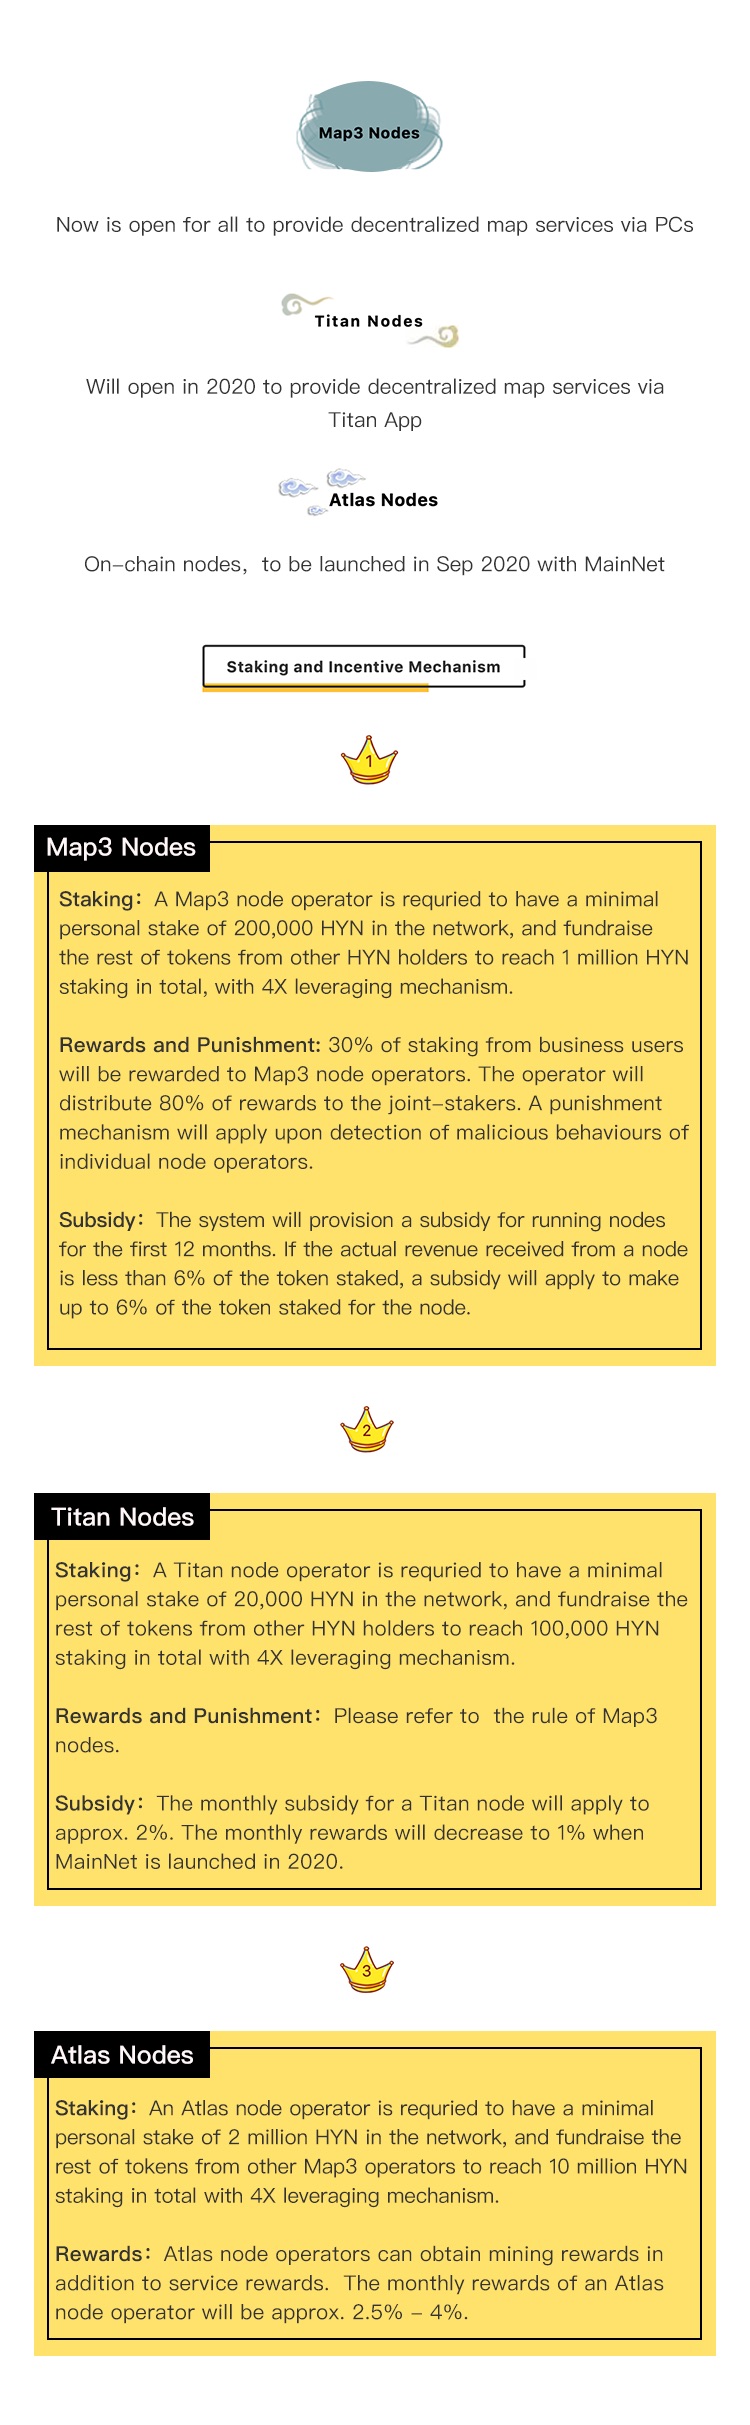 Map3 Nodes
Now is open for all to provide decentralized map services via PCs
Titan Nodes
Will open in 2020 to provide decentralized map services via
Titan App
Atlas Nodes
On-chain nodes, to be launched in Sep 2020 with MainNet
Staking and Incentive Mechanism
1
Map3 Nodes
Staking: A Map3 node operator is requried to have a minimal
personal stake of 200,000 HYN in the network, and fundraise
the rest of tokens from other HYN holders to reach 1 million HYN
staking in total, with 4X leveraging mechanism.
Rewards and Punishment: 30% of staking from business users
will be rewarded to Map3 node operators. The operator will
distribute 80% of rewards to the joint-stakers. A punishment
mechanism will apply upon detection of malicious behaviours of
individual node operators.
Subsidy: The system will provision a subsidy for running nodes
for the first 12 months. If the actual revenue received from a node
is less than 6% of the token staked, a subsidy will apply to make
up to 6% of the token staked for the node.
2
Titan Nodes
Staking: A Titan node operator is requried to have a minimal
personal stake of 20,000 HYN in the network, and fundraise the
rest of tokens from other HYN holders to reach 100,000 HYN
staking in total with 4X leveraging mechanism.
Rewards and Punishment: Please refer to the rule of Map3
nodes.
Subsidy: The monthly subsidy for a Titan node will apply to
approx. 2%. The monthly rewards will decrease to 1% when
MainNet is launched in 2020.
3
Atlas Nodes
Staking: An Atlas node operator is requried to have a minimal
personal stake of 2 million HYN in the network, and fundraise the
rest of tokens from other Map3 operators to reach 10 million HYN
staking in total with 4X leveraging mechanism.
Rewards: Atlas node operators can obtain mining rewards in
addition to service rewards. The monthly rewards of an Atlas
node operator will be approx. 2.5% - 4%.